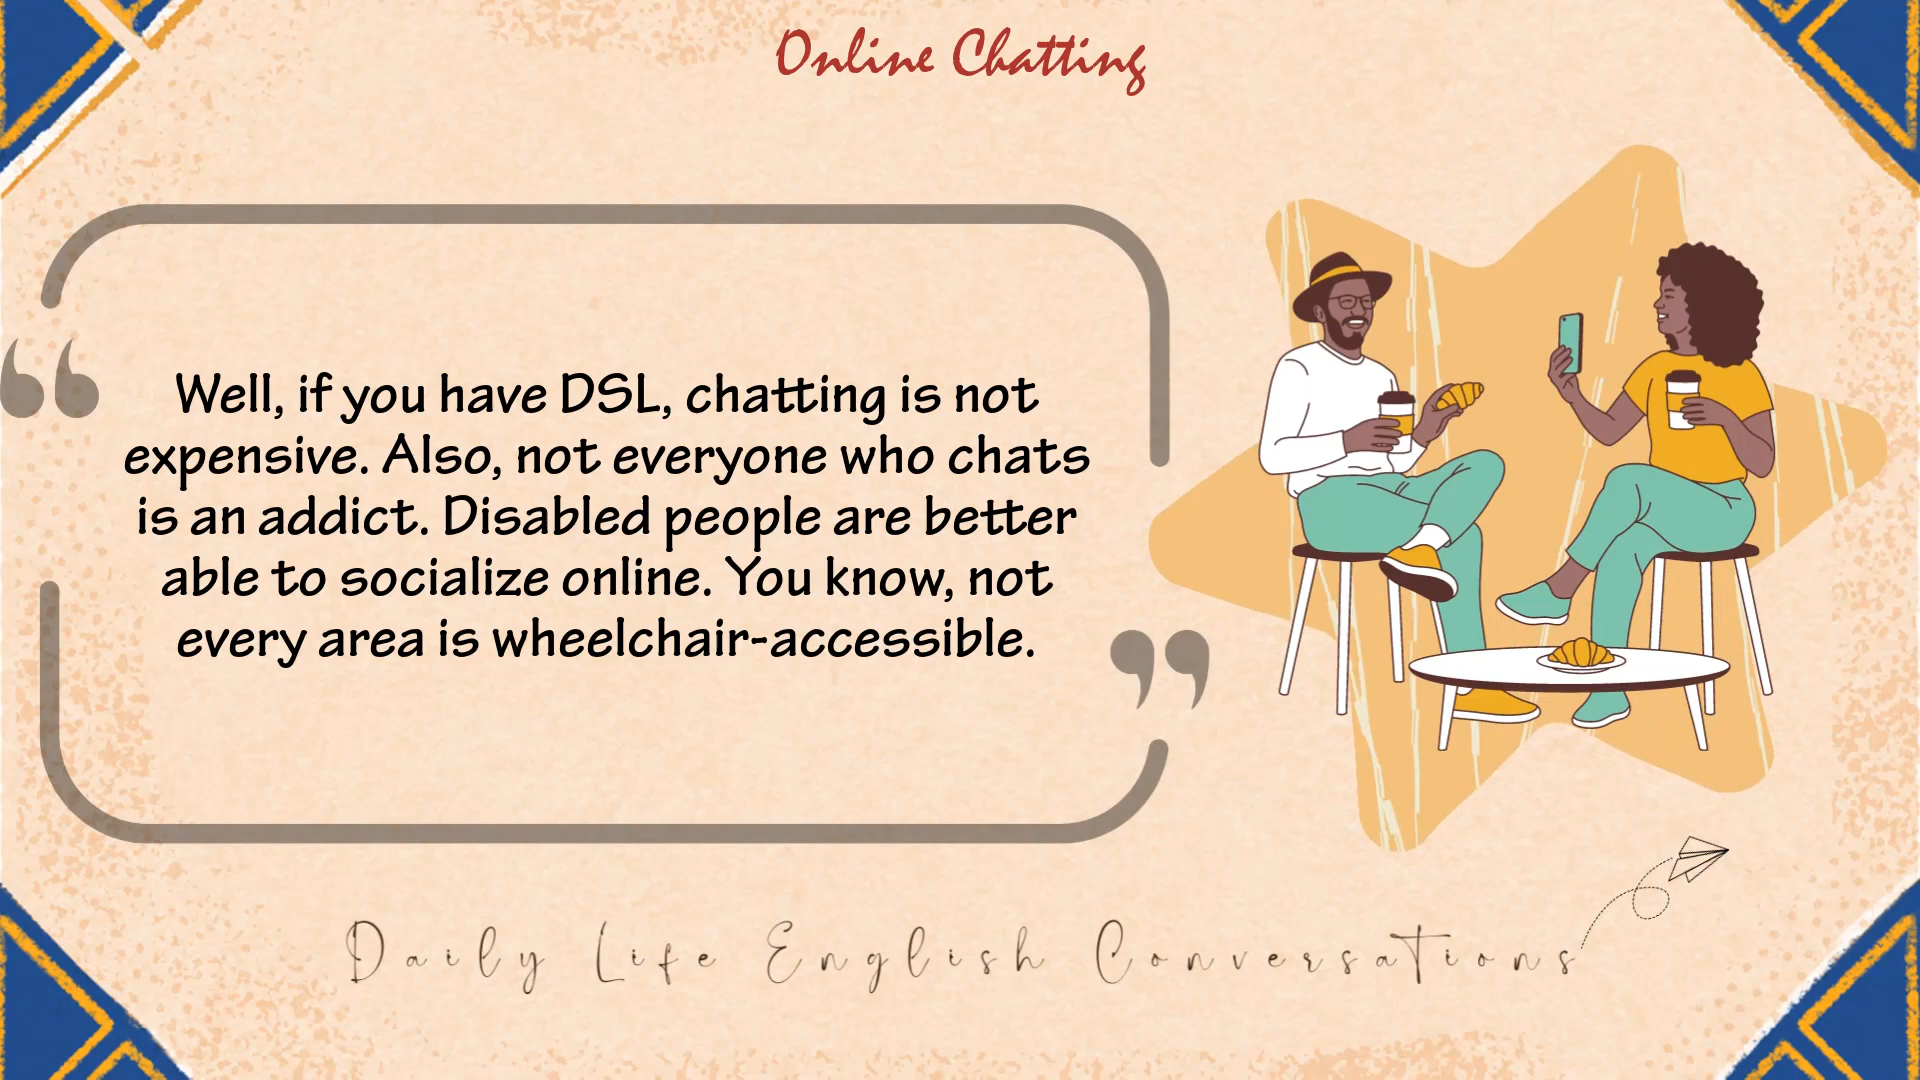 Online Chatting
Well, if you have DSL, chatting is not
expensive. Also, not everyone who chats
is an addict. Disabled people are better
able to socialize online. You know, not
every area is wheelchair-accessible.
Daily Life English Conversations